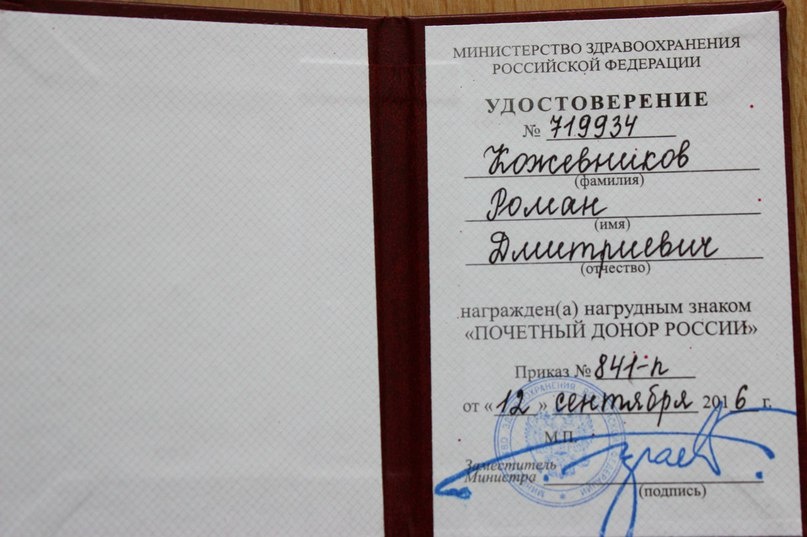 МИНИСТЕРСТВО ЗДРАВООХРАНЕНИЯ
РОССИЙСКОЙ ФЕДЕРАЦИИ
УДОСТОВЕРЕНИЕ
№ 719934
Кожевников
(фамилия)
Роман
(имя)
Дмитриевич
(отчество)
награжден(а) нагрудным знаком
«ПОЧЕТНЫЙ ДОНОР РОССИИ»
Приказ № 841-п
от «12» сентября 2016 г.
М.П.
Заместитель
Министра
(подпись)